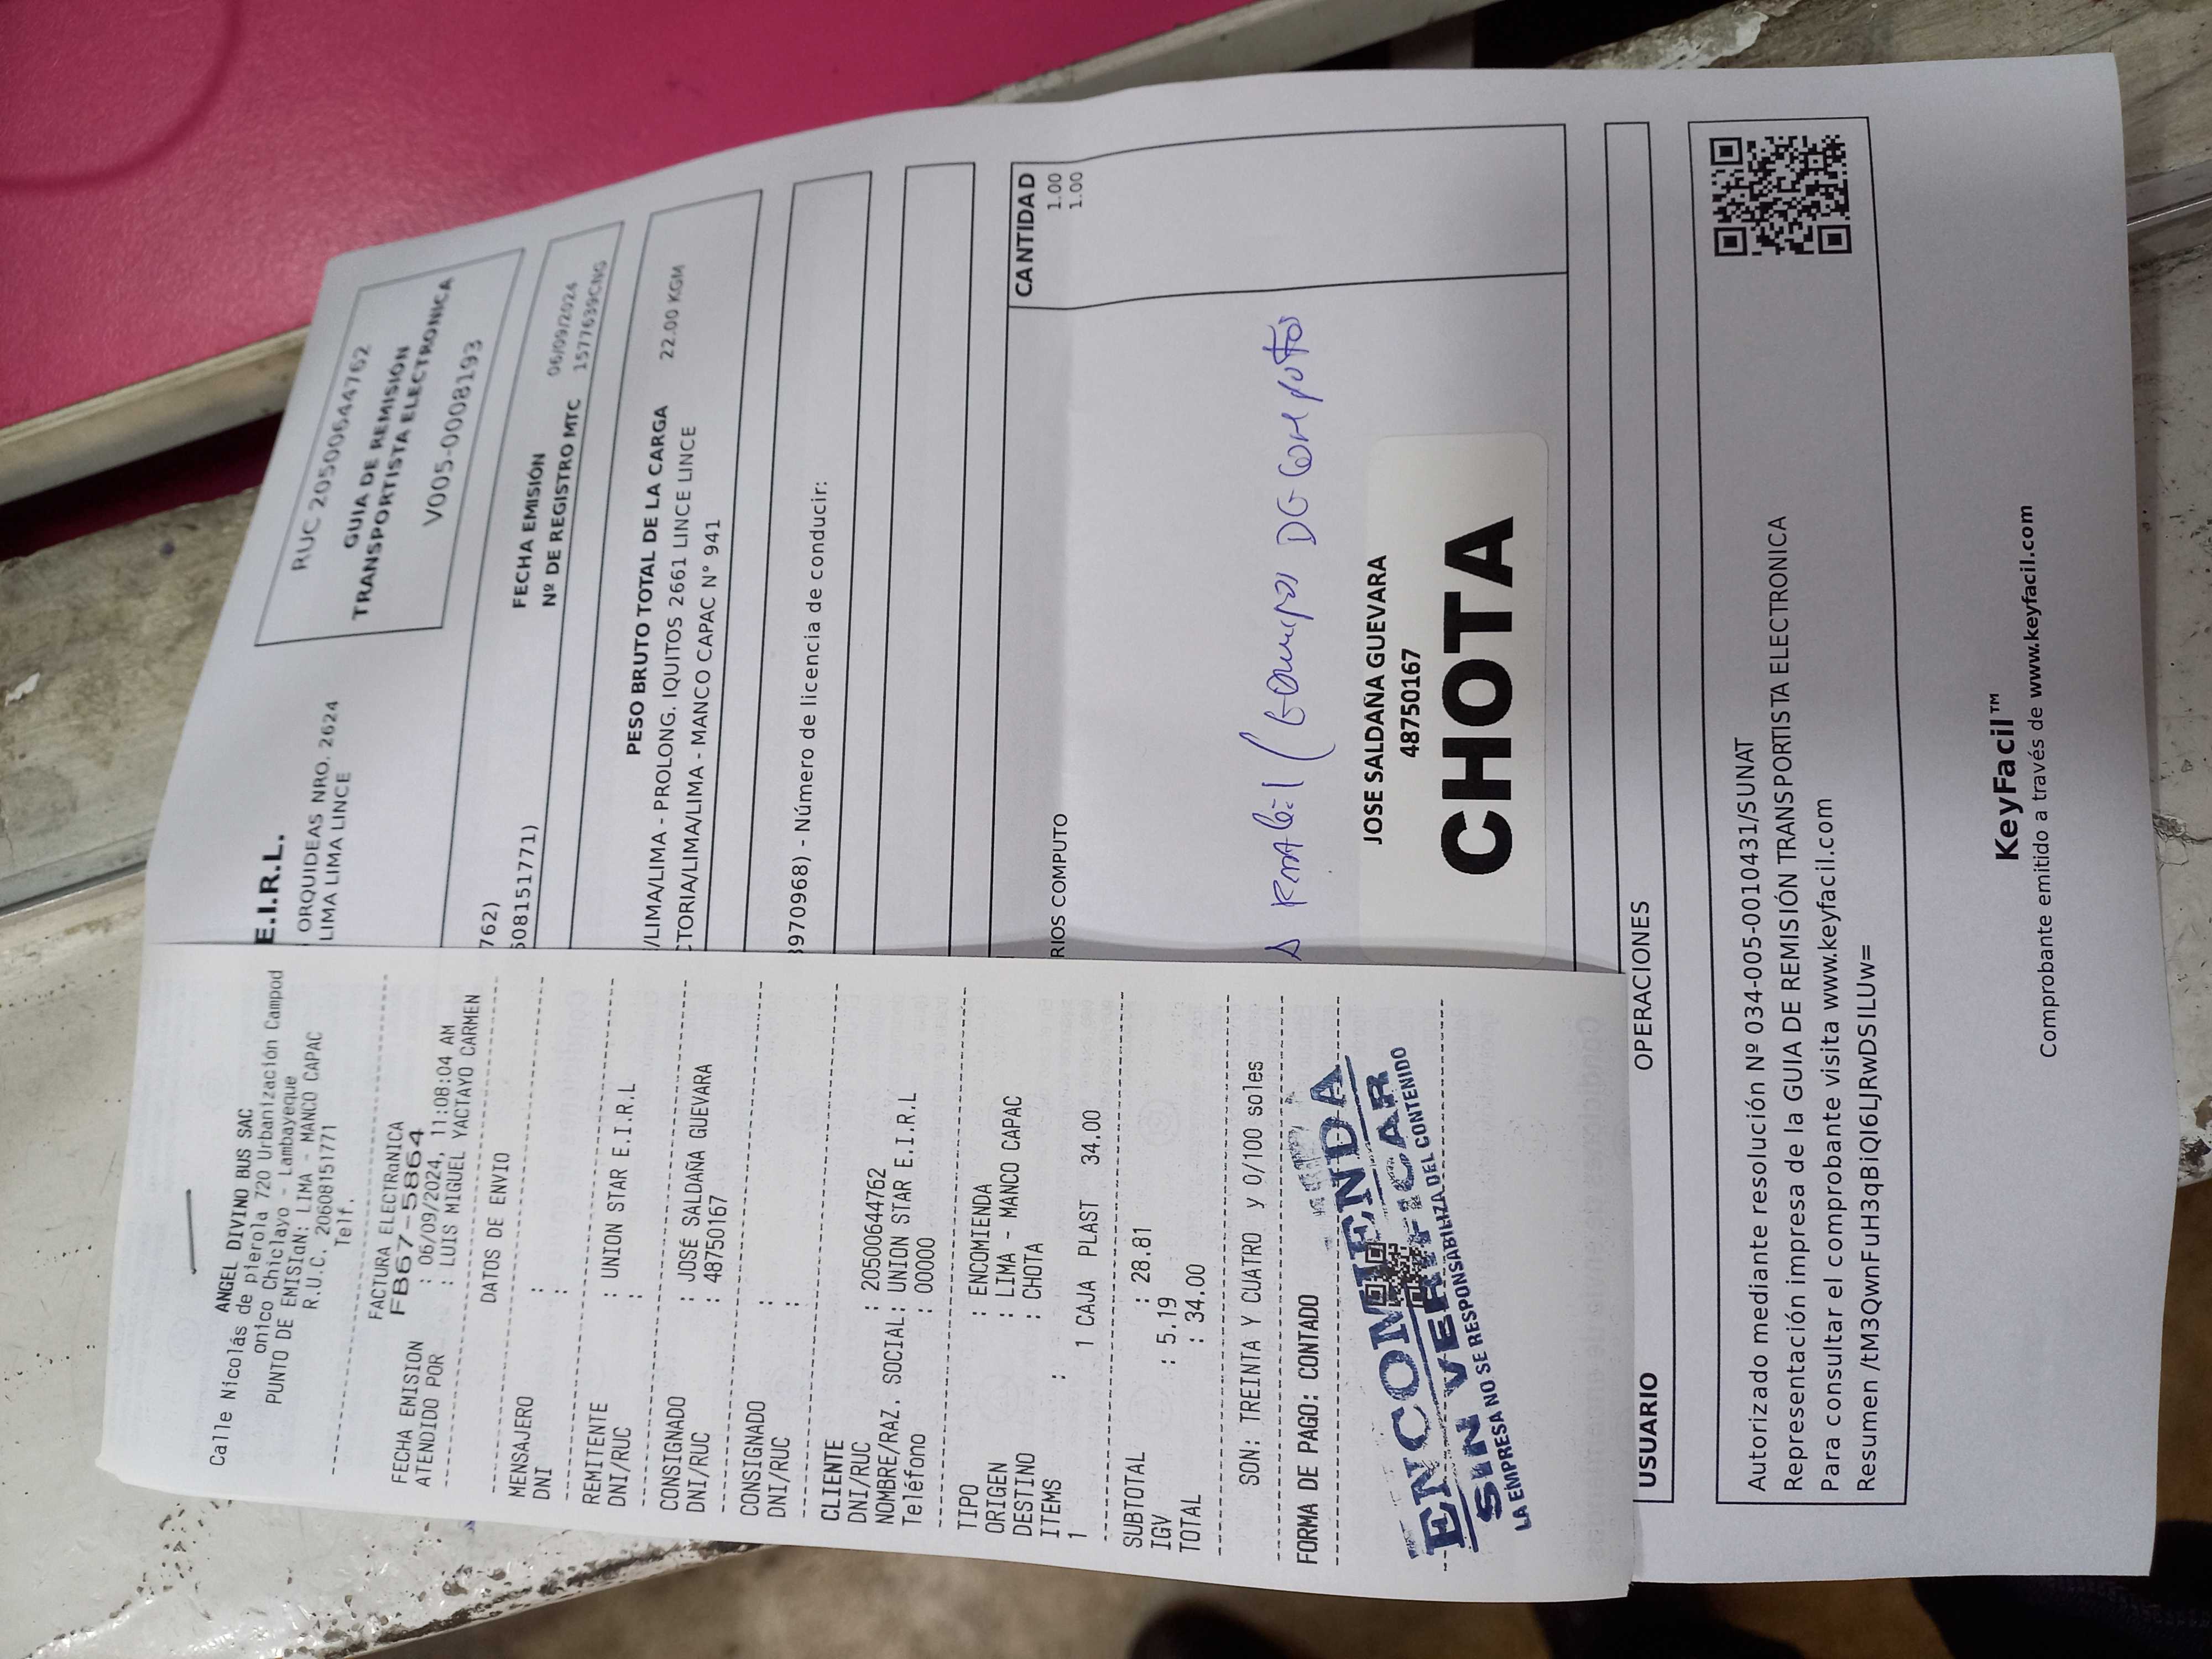 ANGEL DIVINO BUS SAC
Calle Nicolás de pierola 720 Urbanización Campod
onico Chiclayo - Lambayeque
PUNTO DE EMISIαN: LIMA - MANCO CAPAC
R.U.C. 20608151771
Telf.
FACTURA ELECTRαNICA
FB67-5864
FECHA EMISION : 06/09/2024, 11:08:04 AM
ATENDIDO POR : LUIS MIGUEL YACTAYO CARMEN
DATOS DE ENVIO
MENSAJERO :
DNI :
REMITENTE : UNION STAR E.I.R.L
DNI/RUC :
CONSIGNADO : JOSÉ SALDAÑA GUEVARA
DNI/RUC : 48750167
CONSIGNADO :
DNI/RUC :
CLIENTE
DNI/RUC : 20500644762
NOMBRE/RAZ. SOCIAL: UNION STAR E.I.R.L
Teléfono : 00000
TIPO : ENCOMIENDA
ORIGEN : LIMA - MANCO CAPAC
DESTINO : CHOTA
ITEMS :
1 1 CAJA PLAST 34.00
SUBTOTAL : 28.81
IGV : 5.19
TOTAL : 34.00
SON: TREINTA Y CUATRO y 0/100 soles
FORMA DE PAGO: CONTADO
ENCOMIENDA
SIN VERIFICAR
LA EMPRESA NO SE RESPONSABILIZA DEL CONTENIDO
E.I.R.L.
ORQUIDEAS NRO. 2624
LIMA LIMA LINCE
RUC 20500644762
GUIA DE REMISIÓN
TRANSPORTISTA ELECTRONICA
V005-0008193
762)
608151771)
FECHA EMISIÓN 06/09/2024
Nº DE REGISTRO MTC 1577639CNG
PESO BRUTO TOTAL DE LA CARGA 22.00 KGM
/LIMA/LIMA - PROLONG. IQUITOS 2661 LINCE LINCE
CTORIA/LIMA/LIMA - MANCO CAPAC N° 941
8970968) - Número de licencia de conducir:
CANTIDAD
1.00
RIOS COMPUTO 1.00
DG
JOSE SALDAÑA GUEVARA
48750167
CHOTA
USUARIO OPERACIONES
Autorizado mediante resolución Nº 034-005-0010431/SUNAT
Representación impresa de la GUIA DE REMISIÓN TRANSPORTISTA ELECTRONICA
Para consultar el comprobante visita www.keyfacil.com
Resumen /tM3QwnFuH3qBiQI6LJRwDSILUw=
KeyFacil™
Comprobante emitido a través de www.keyfacil.com